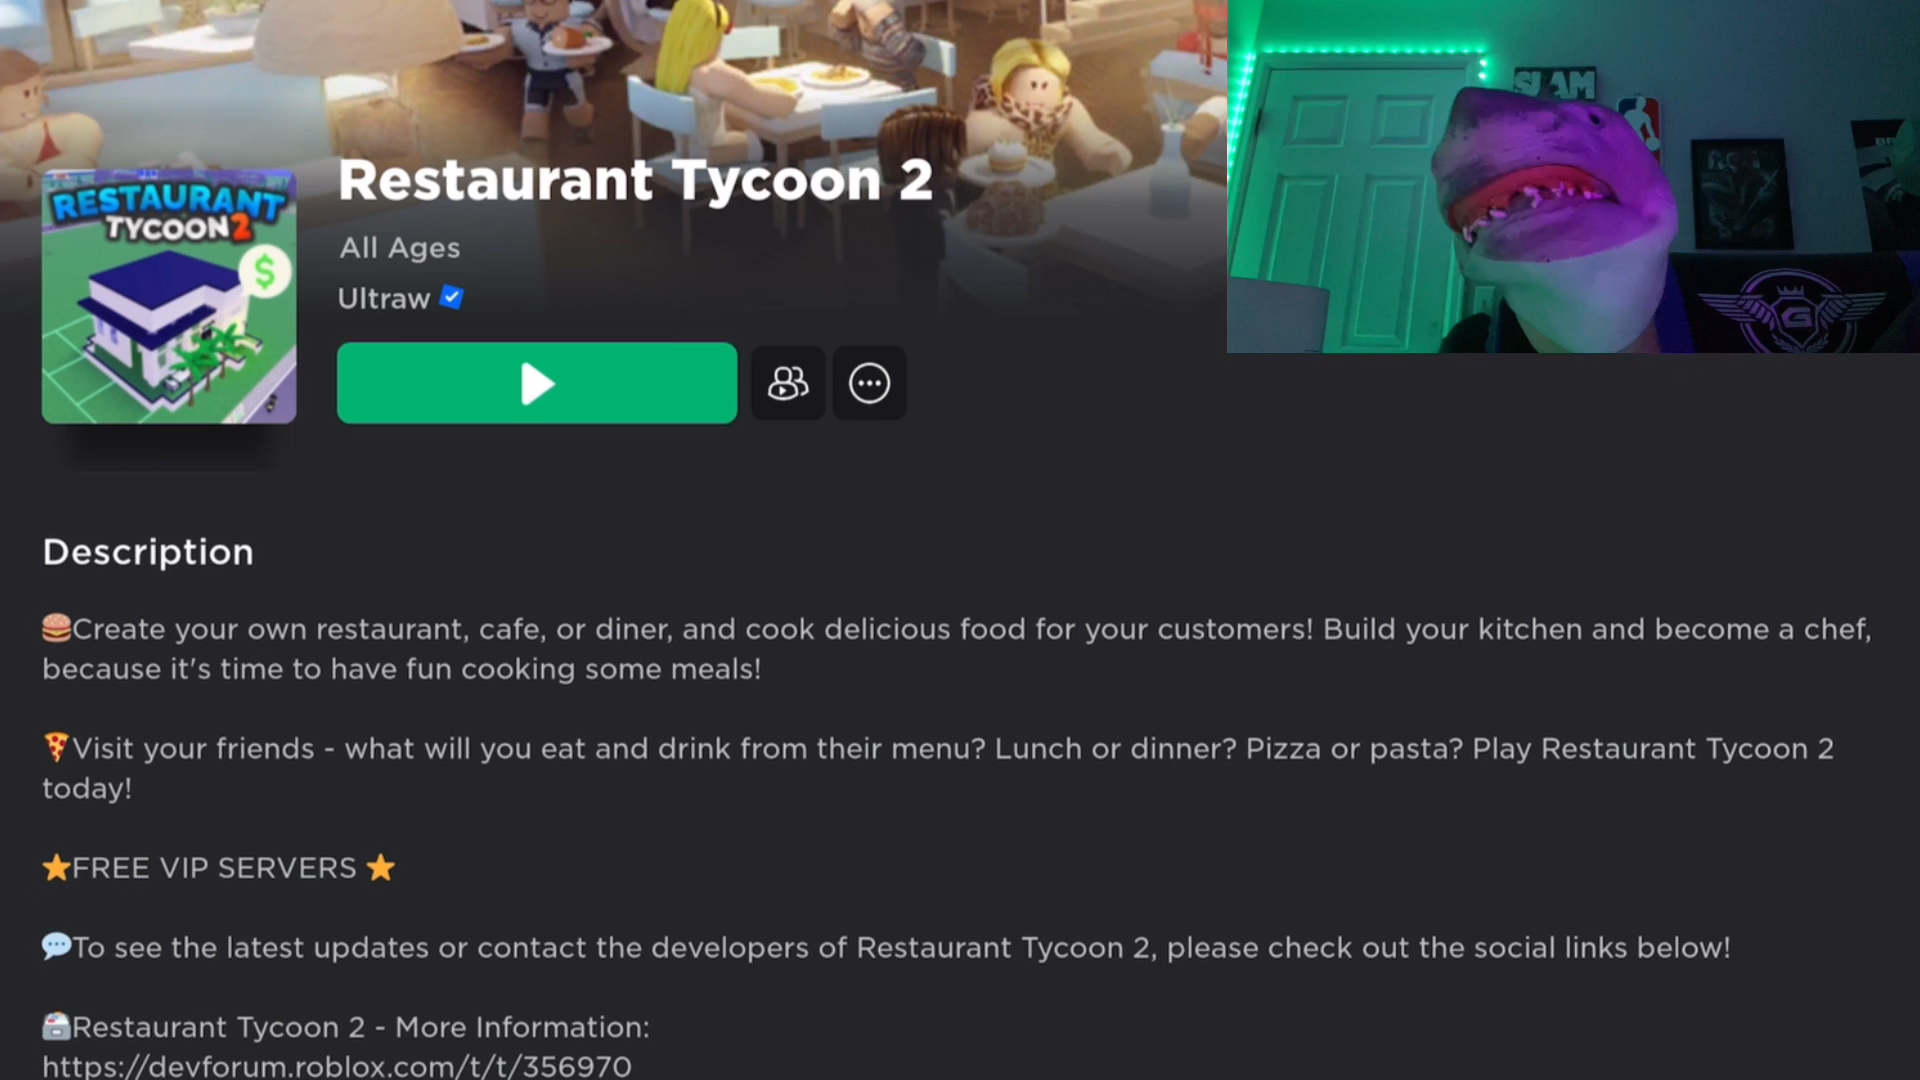 SLAM
RESTAURANT
TYCOON 2
$
Restaurant Tycoon 2
All Ages
Ultraw
G
Description
🍔Create your own restaurant, cafe, or diner, and cook delicious food for your customers! Build your kitchen and become a chef,
because it's time to have fun cooking some meals!
🍕Visit your friends - what will you eat and drink from their menu? Lunch or dinner? Pizza or pasta? Play Restaurant Tycoon 2
today!
⭐FREE VIP SERVERS ⭐
💬To see the latest updates or contact the developers of Restaurant Tycoon 2, please check out the social links below!
🗃️Restaurant Tycoon 2 - More Information:
https://devforum.roblox.com/t/t/356970